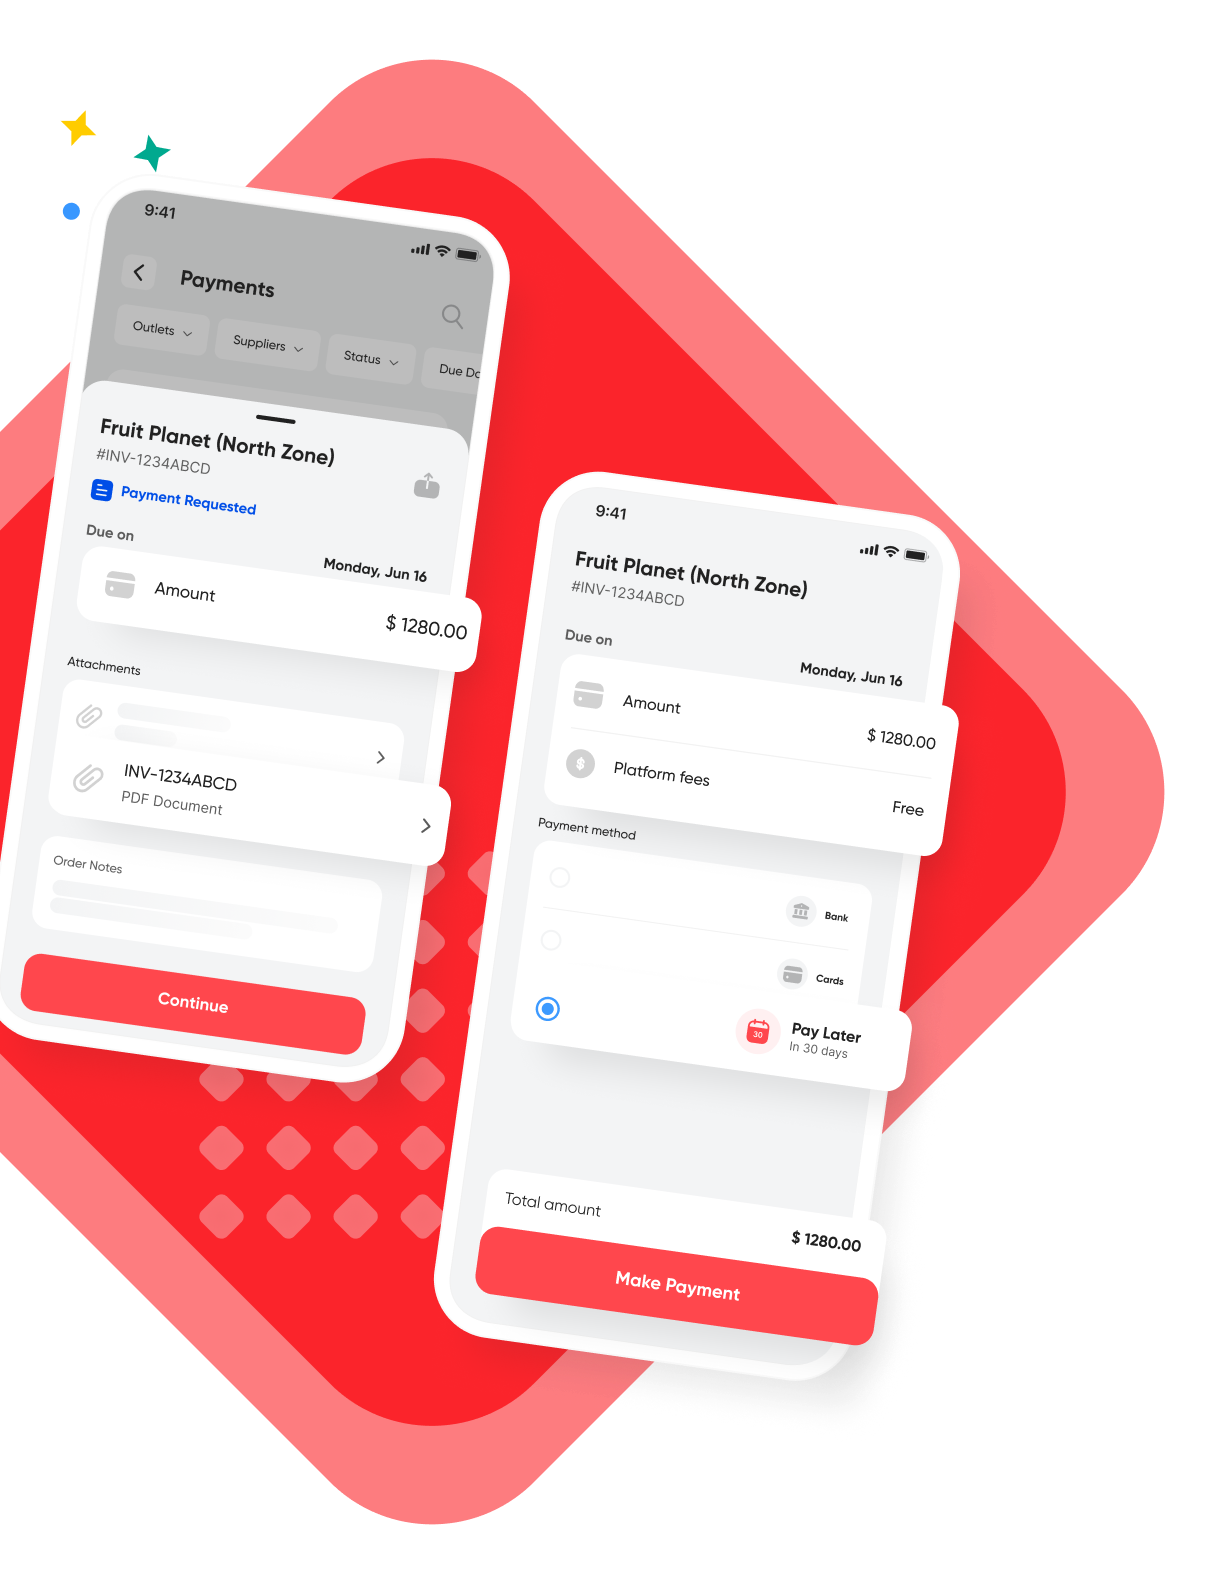 9:41
Payments
Outlets
Suppliers
Status
Due Da
Fruit Planet (North Zone)
#INV-1234ABCD
Payment Requested
Due on
Monday, Jun 16
Amount
$ 1280.00
Attachments
INV-1234ABCD
PDF Document
Order Notes
Continue
9:41
Fruit Planet (North Zone)
#INV-1234ABCD
Due on
Monday, Jun 16
Amount
$ 1280.00
Platform fees
Free
Payment method
Bank
Cards
30
Pay Later
In 30 days
Total amount
$ 1280.00
Make Payment